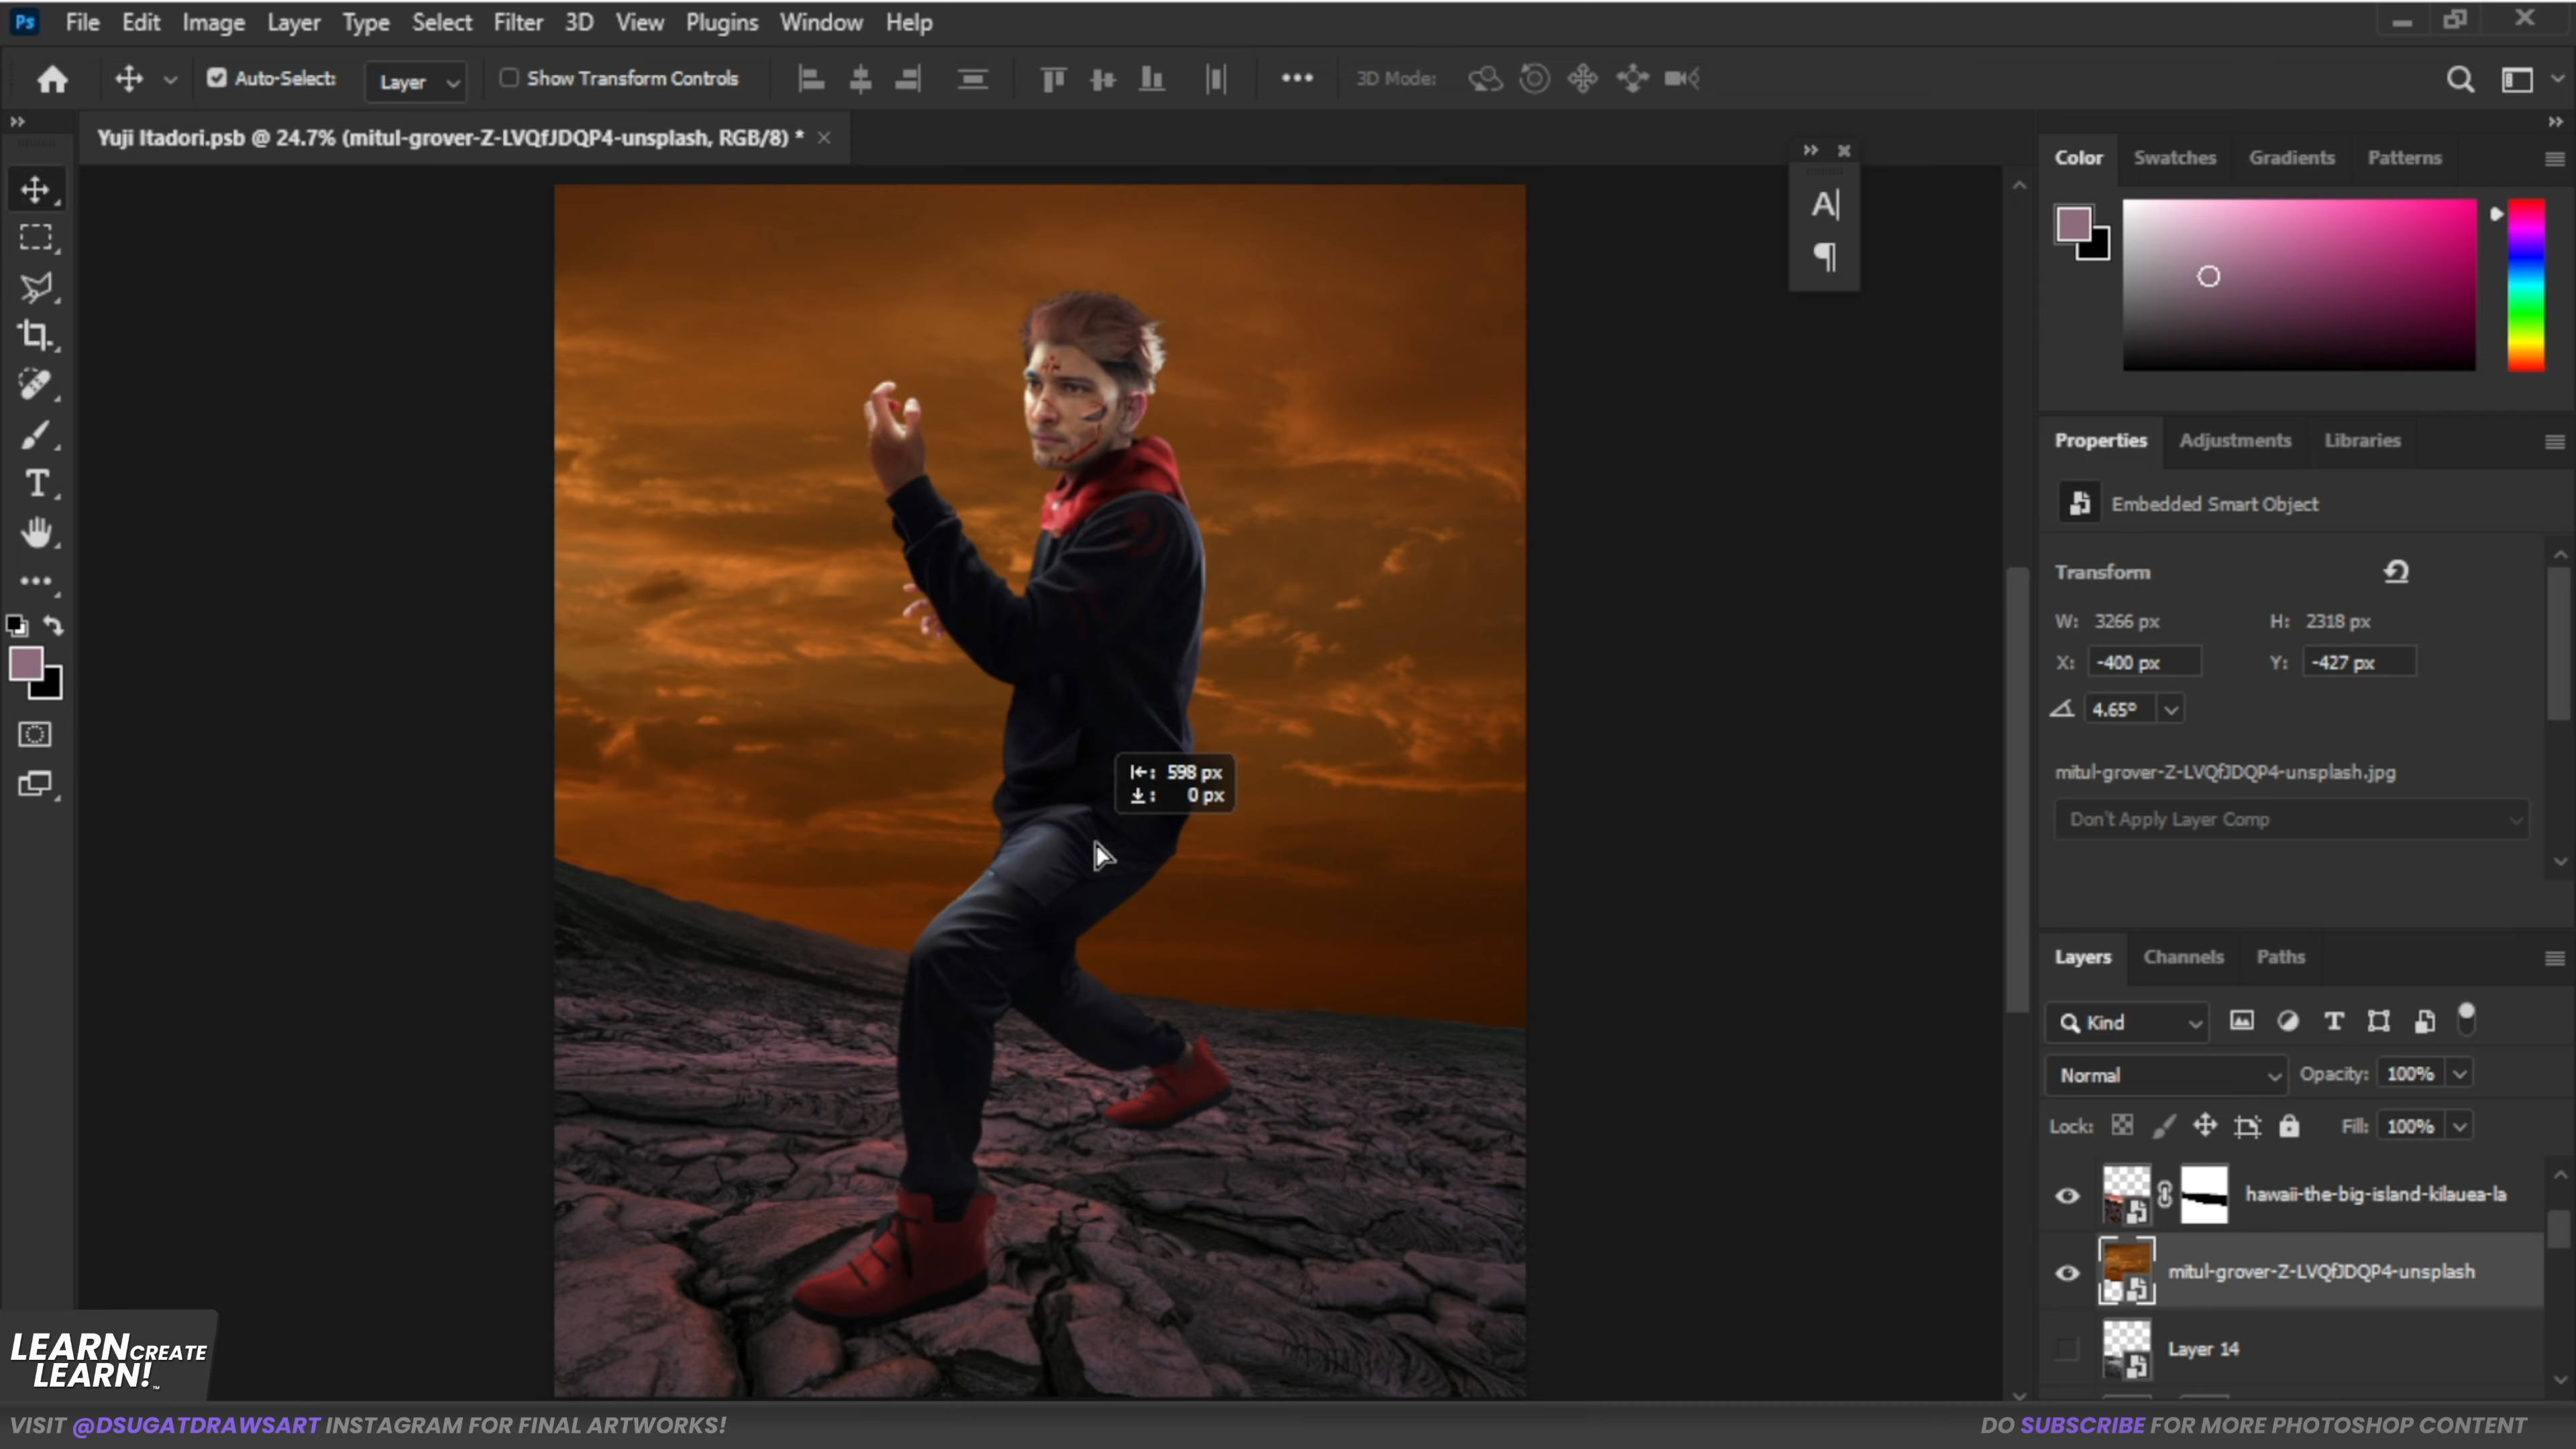 Ps File Edit Image Layer Type Select Filter 3D View Plugins Window Help
Auto-Select: Layer Show Transform Controls 3D Mode:
Yuji Itadori.psb @ 24.7% (mitul-grover-Z-LVQfJDQP4-unsplash, RGB/8) *
Color Swatches Gradients Patterns
Properties Adjustments Libraries
Embedded Smart Object
Transform
W: 3266 px H: 2318 px
X: -400 px Y: -427 px
4.65°
mitul-grover-Z-LVQfJDQP4-unsplash.jpg
Don't Apply Layer Comp
598 px
0 px
Layers Channels Paths
Kind
Normal Opacity: 100%
Lock: Fill: 100%
hawaii-the-big-island-kilauea-la
mitul-grover-Z-LVQfJDQP4-unsplash
Layer 14
LEARN CREATE
LEARN!™
VISIT @DSUGATDRAWSART INSTAGRAM FOR FINAL ARTWORKS!
DO SUBSCRIBE FOR MORE PHOTOSHOP CONTENT